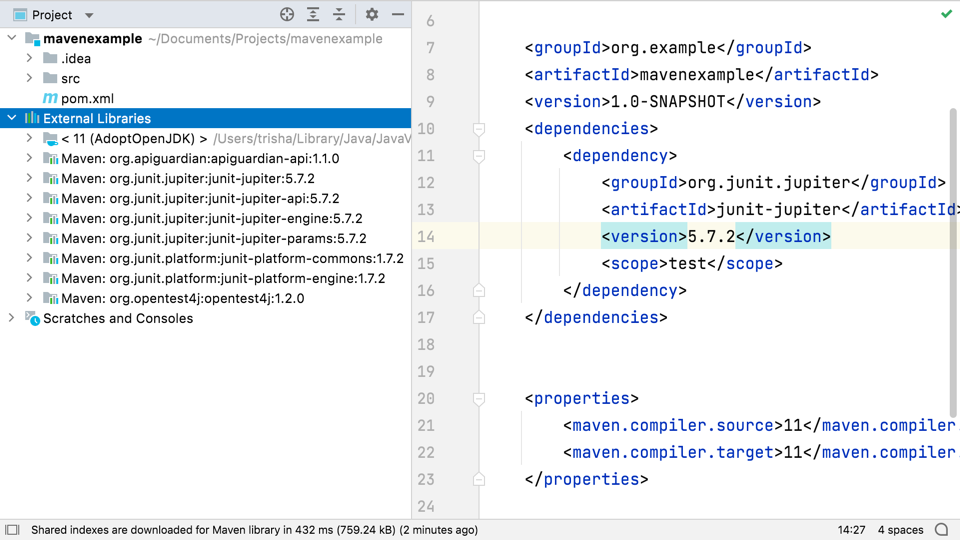 Project
mavenexample ~/Documents/Projects/mavenexample
.idea
src
pom.xml
External Libraries
< 11 (AdoptOpenJDK) > /Users/trisha/Library/Java/JavaV
Maven: org.apiguardian:apiguardian-api:1.1.0
Maven: org.junit.jupiter:junit-jupiter:5.7.2
Maven: org.junit.jupiter:junit-jupiter-api:5.7.2
Maven: org.junit.jupiter:junit-jupiter-engine:5.7.2
Maven: org.junit.jupiter:junit-jupiter-params:5.7.2
Maven: org.junit.platform:junit-platform-commons:1.7.2
Maven: org.junit.platform:junit-platform-engine:1.7.2
Maven: org.opentest4j:opentest4j:1.2.0
Scratches and Consoles
6
7 <groupId>org.example</groupId>
8 <artifactId>mavenexample</artifactId>
9 <version>1.0-SNAPSHOT</version>
10 <dependencies>
11 <dependency>
12 <groupId>org.junit.jupiter</groupId>
13 <artifactId>junit-jupiter</artifactId>
14 <version>5.7.2</version>
15 <scope>test</scope>
16 </dependency>
17 </dependencies>
18
19
20 <properties>
21 <maven.compiler.source>11</maven.compiler.
22 <maven.compiler.target>11</maven.compiler.
23 </properties>
24
Shared indexes are downloaded for Maven library in 432 ms (759.24 kB) (2 minutes ago)
14:27 4 spaces